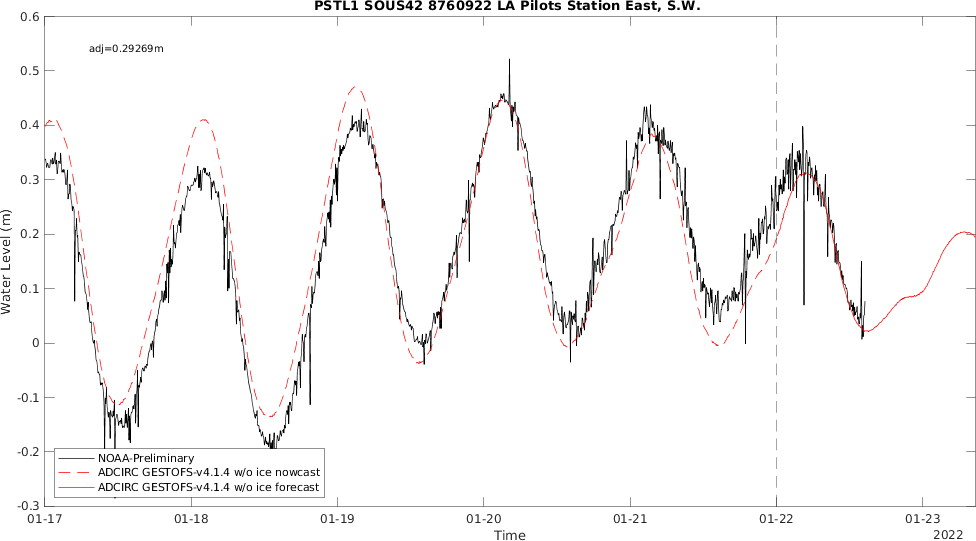 PSTL1 SOUS42 8760922 LA Pilots Station East, S.W.
0.6
adj=0.29269m
0.5
0.4
0.3
0.2
0.1
0
-0.1
-0.2
-0.3
Water Level (m)
NOAA-Preliminary
ADCIRC GESTOFS-v4.1.4 w/o ice nowcast
ADCIRC GESTOFS-v4.1.4 w/o ice forecast
01-17 01-18 01-19 01-20 01-21 01-22 01-23
Time
2022